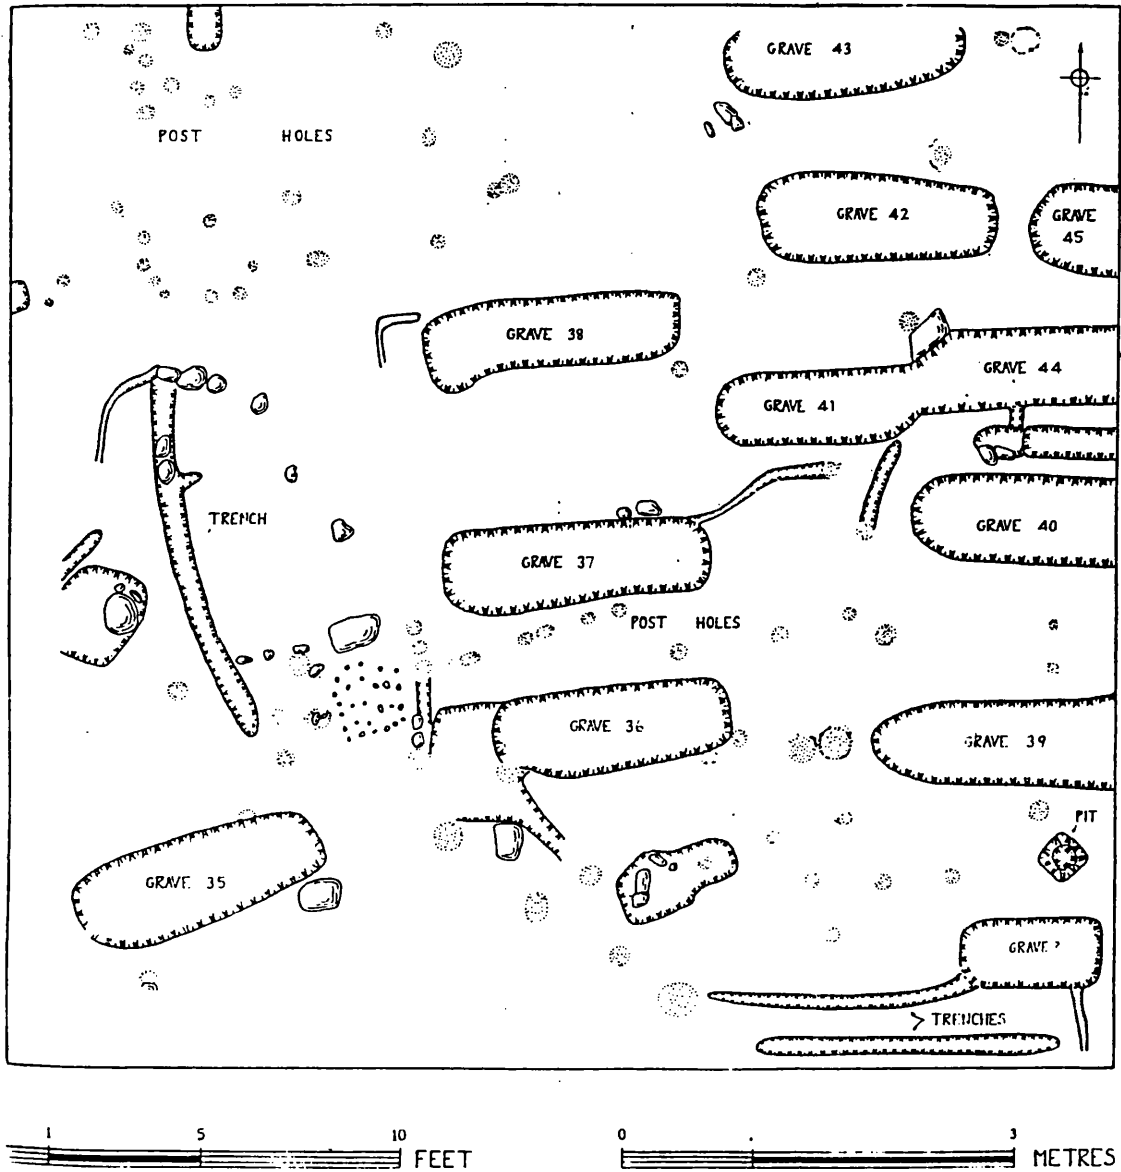 GRAVE 43
POST HOLES
GRAVE 42
GRAVE
45
GRAVE 38
GRAVE 44
GRAVE 41
TRENCH
GRAVE 40
GRAVE 37
POST HOLES
GRAVE 36
GRAVE 39
PIT
GRAVE 35
GRAVE ?
TRENCHES
1 5 10 FEET
0 3 METRES